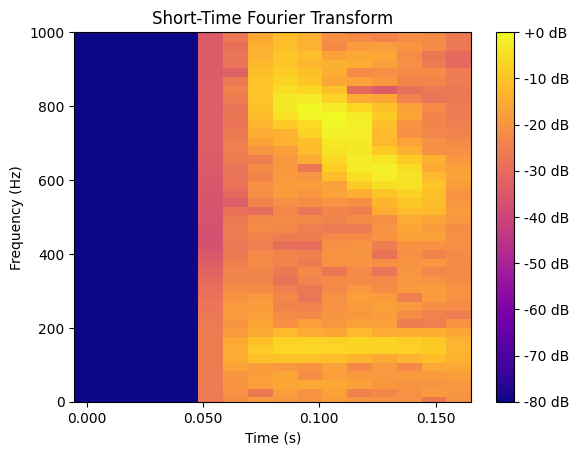 Short-Time Fourier Transform
Frequency (Hz)
1000
800
600
400
200
0
0.000
0.050
0.100
0.150
Time (s)
+0 dB
-10 dB
-20 dB
-30 dB
-40 dB
-50 dB
-60 dB
-70 dB
-80 dB